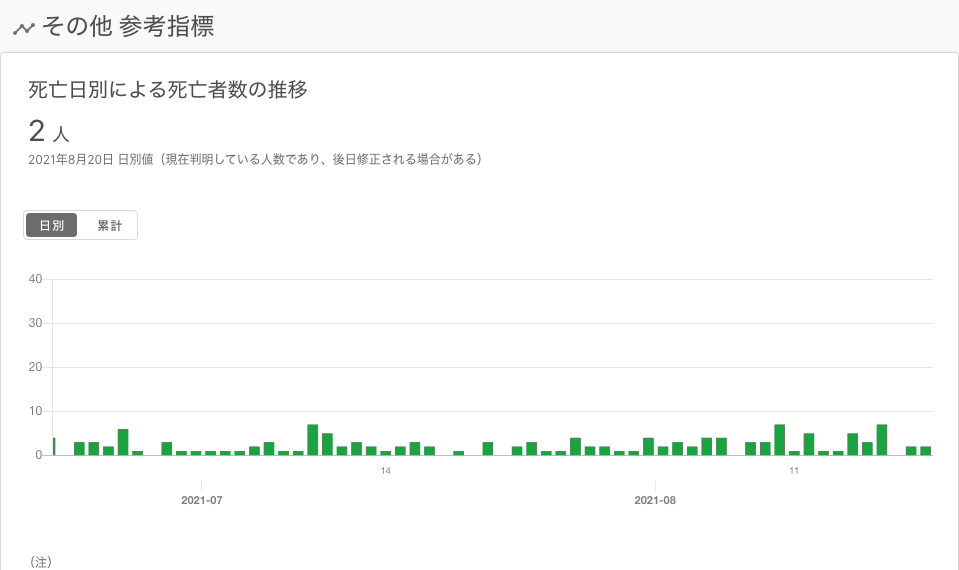 その他 参考指標
死亡日別による死亡者数の推移
2 人
2021年8月20日 日別値（現在判明している人数であり、後日修正される場合がある）
日別 累計
40
30
20
10
0
14 11
2021-07 2021-08
（注）